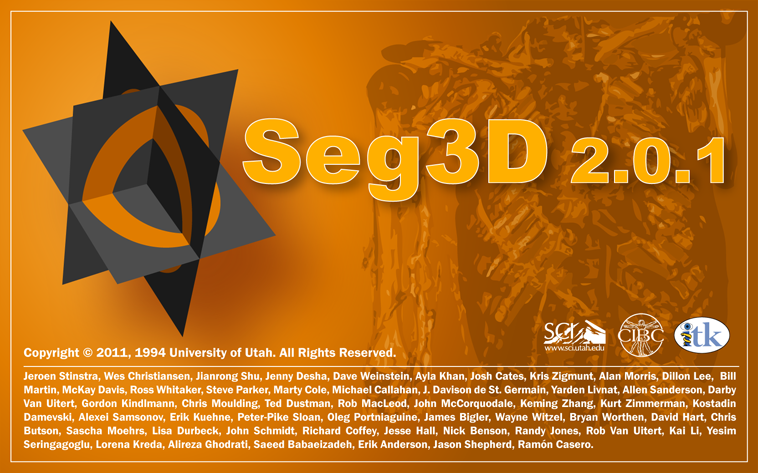 Seg3D 2.0.1
SCI
www.sci.utah.edu
CIBC
itk
Copyright © 2011, 1994 University of Utah. All Rights Reserved.
Jeroen Stinstra, Wes Christiansen, Jianrong Shu, Jenny Desha, Dave Weinstein, Ayla Khan, Josh Cates, Kris Zigmunt, Alan Morris, Dillon Lee, Bill
Martin, McKay Davis, Ross Whitaker, Steve Parker, Marty Cole, Michael Callahan, J. Davison de St. Germain, Yarden Livnat, Allen Sanderson, Darby
Van Uitert, Gordon Kindlmann, Chris Moulding, Ted Dustman, Rob MacLeod, John McCorquodale, Keming Zhang, Kurt Zimmerman, Kostadin
Damevski, Alexei Samsonov, Erik Kuehne, Peter-Pike Sloan, Oleg Portniaguine, James Bigler, Wayne Witzel, Bryan Worthen, David Hart, Chris
Butson, Sascha Moehrs, Lisa Durbeck, John Schmidt, Richard Coffey, Jesse Hall, Nick Benson, Randy Jones, Rob Van Uitert, Kai Li, Yesim
Seringagoglu, Lorena Kreda, Alireza Ghodrati, Saeed Babaeizadeh, Erik Anderson, Jason Shepherd, Ramón Casero.